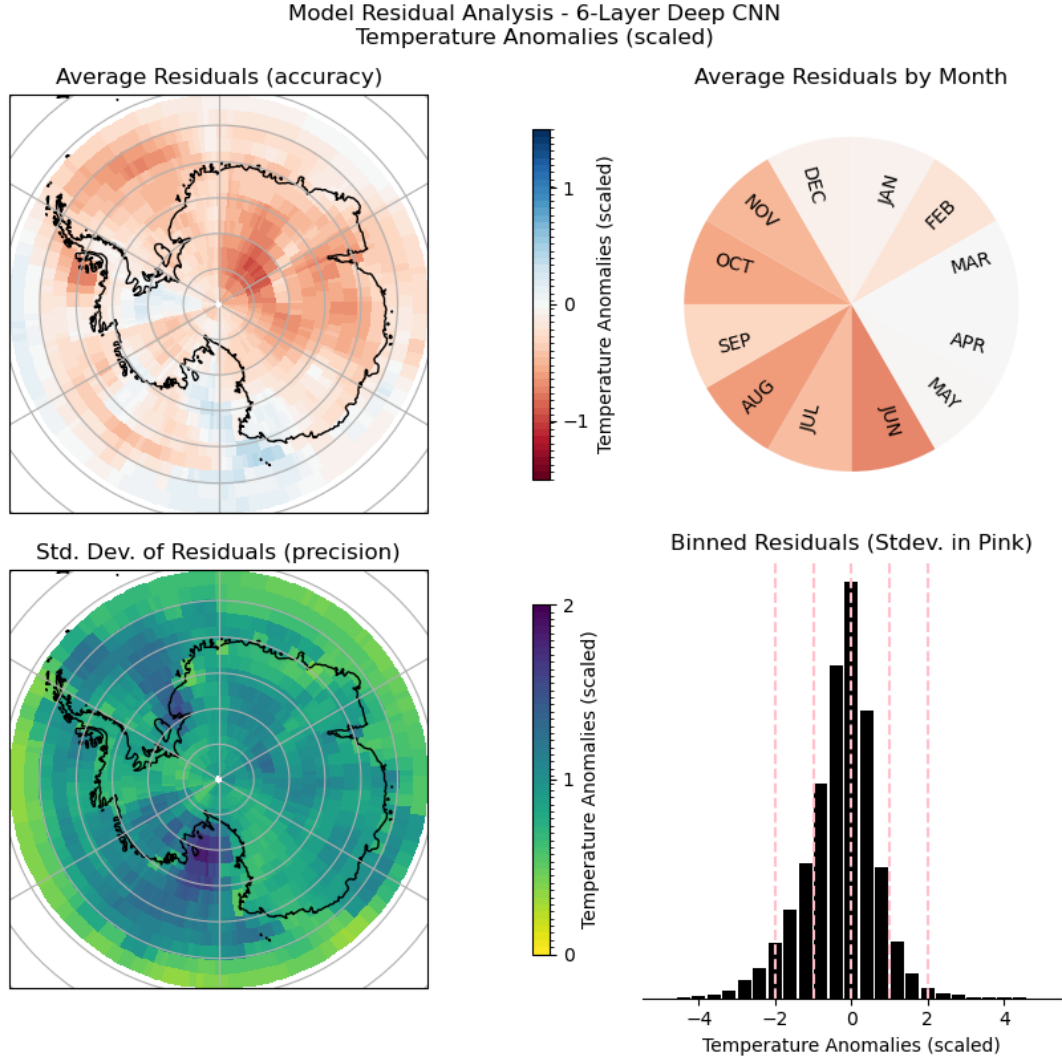 Model Residual Analysis - 6-Layer Deep CNN
Temperature Anomalies (scaled)
Average Residuals (accuracy)
1
0
−1
Temperature Anomalies (scaled)
Average Residuals by Month
DEC
JAN
NOV
FEB
OCT
MAR
SEP
APR
AUG
MAY
JUL
JUN
Std. Dev. of Residuals (precision)
2
1
0
Temperature Anomalies (scaled)
Binned Residuals (Stdev. in Pink)
−4 −2 0 2 4
Temperature Anomalies (scaled)